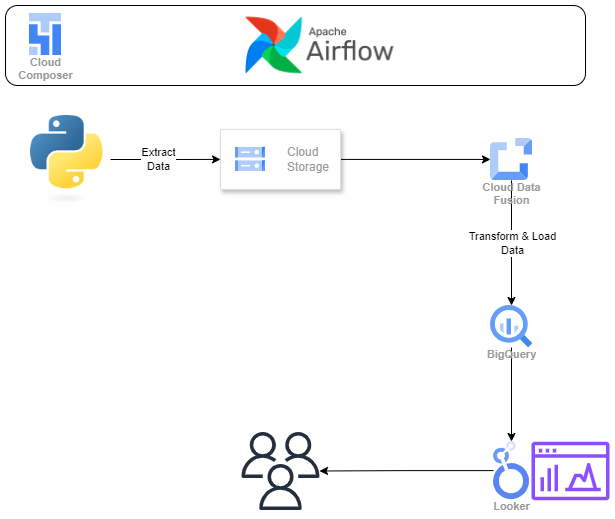 Cloud
Composer
Apache
Airflow
Extract
Data
Cloud
Storage
Cloud Data
Fusion
Transform & Load
Data
BigQuery
Looker